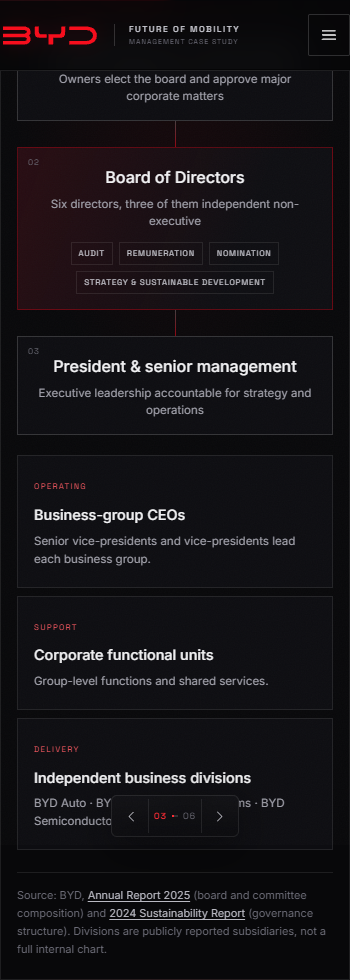 BYD
FUTURE OF MOBILITY
MANAGEMENT CASE STUDY
Owners elect the board and approve major
corporate matters
02
Board of Directors
Six directors, three of them independent non-
executive
AUDIT REMUNERATION NOMINATION
STRATEGY & SUSTAINABLE DEVELOPMENT
03
President & senior management
Executive leadership accountable for strategy and
operations
OPERATING
Business-group CEOs
Senior vice-presidents and vice-presidents lead
each business group.
SUPPORT
Corporate functional units
Group-level functions and shared services.
DELIVERY
Independent business divisions
BYD Auto · BYD
Semiconductor
03 06
Source: BYD, Annual Report 2025 (board and committee
composition) and 2024 Sustainability Report (governance
structure). Divisions are publicly reported subsidiaries, not a
full internal chart.